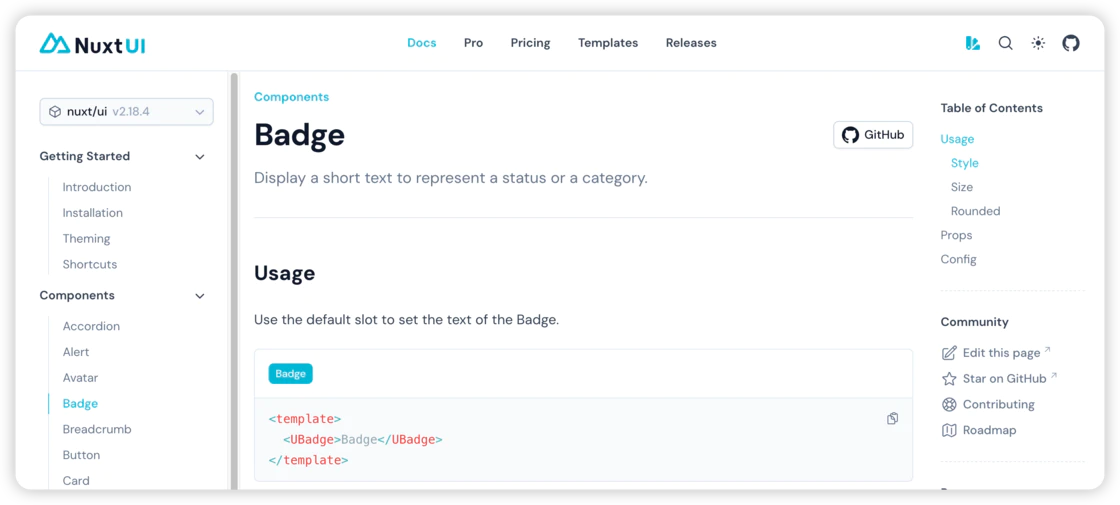 NuxtUI
Docs
Pro
Pricing
Templates
Releases
nuxt/ui v2.18.4
Getting Started
Introduction
Installation
Theming
Shortcuts
Components
Accordion
Alert
Avatar
Badge
Breadcrumb
Button
Card
Components
Badge
GitHub
Display a short text to represent a status or a category.
Usage
Use the default slot to set the text of the Badge.
Badge
<template>
  <UBadge>Badge</UBadge>
</template>
Table of Contents
Usage
Style
Size
Rounded
Props
Config
Community
Edit this page
Star on GitHub
Contributing
Roadmap